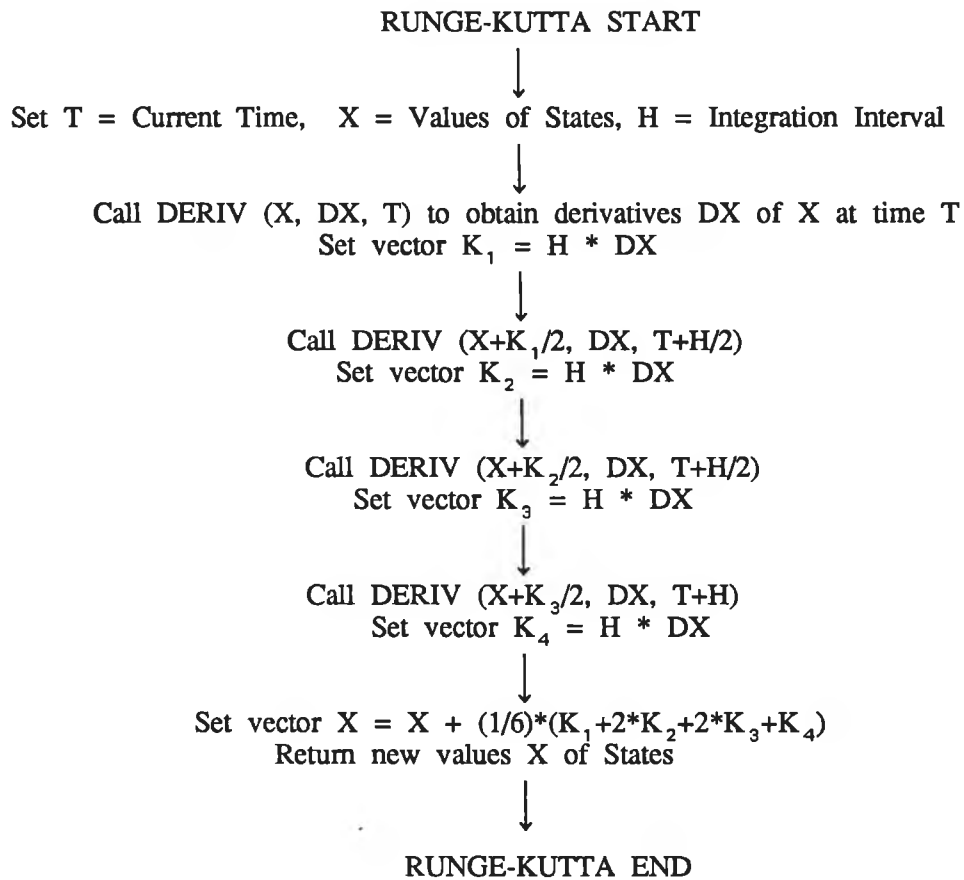 RUNGE-KUTTA START
Set T = Current Time, X = Values of States, H = Integration Interval
Call DERIV (X, DX, T) to obtain derivatives DX of X at time T
Set vector K₁ = H * DX
Call DERIV (X+K₁/2, DX, T+H/2)
Set vector K₂ = H * DX
Call DERIV (X+K₂/2, DX, T+H/2)
Set vector K₃ = H * DX
Call DERIV (X+K₃/2, DX, T+H)
Set vector K₄ = H * DX
Set vector X = X + (1/6)*(K₁+2*K₂+2*K₃+K₄)
Return new values X of States
RUNGE-KUTTA END